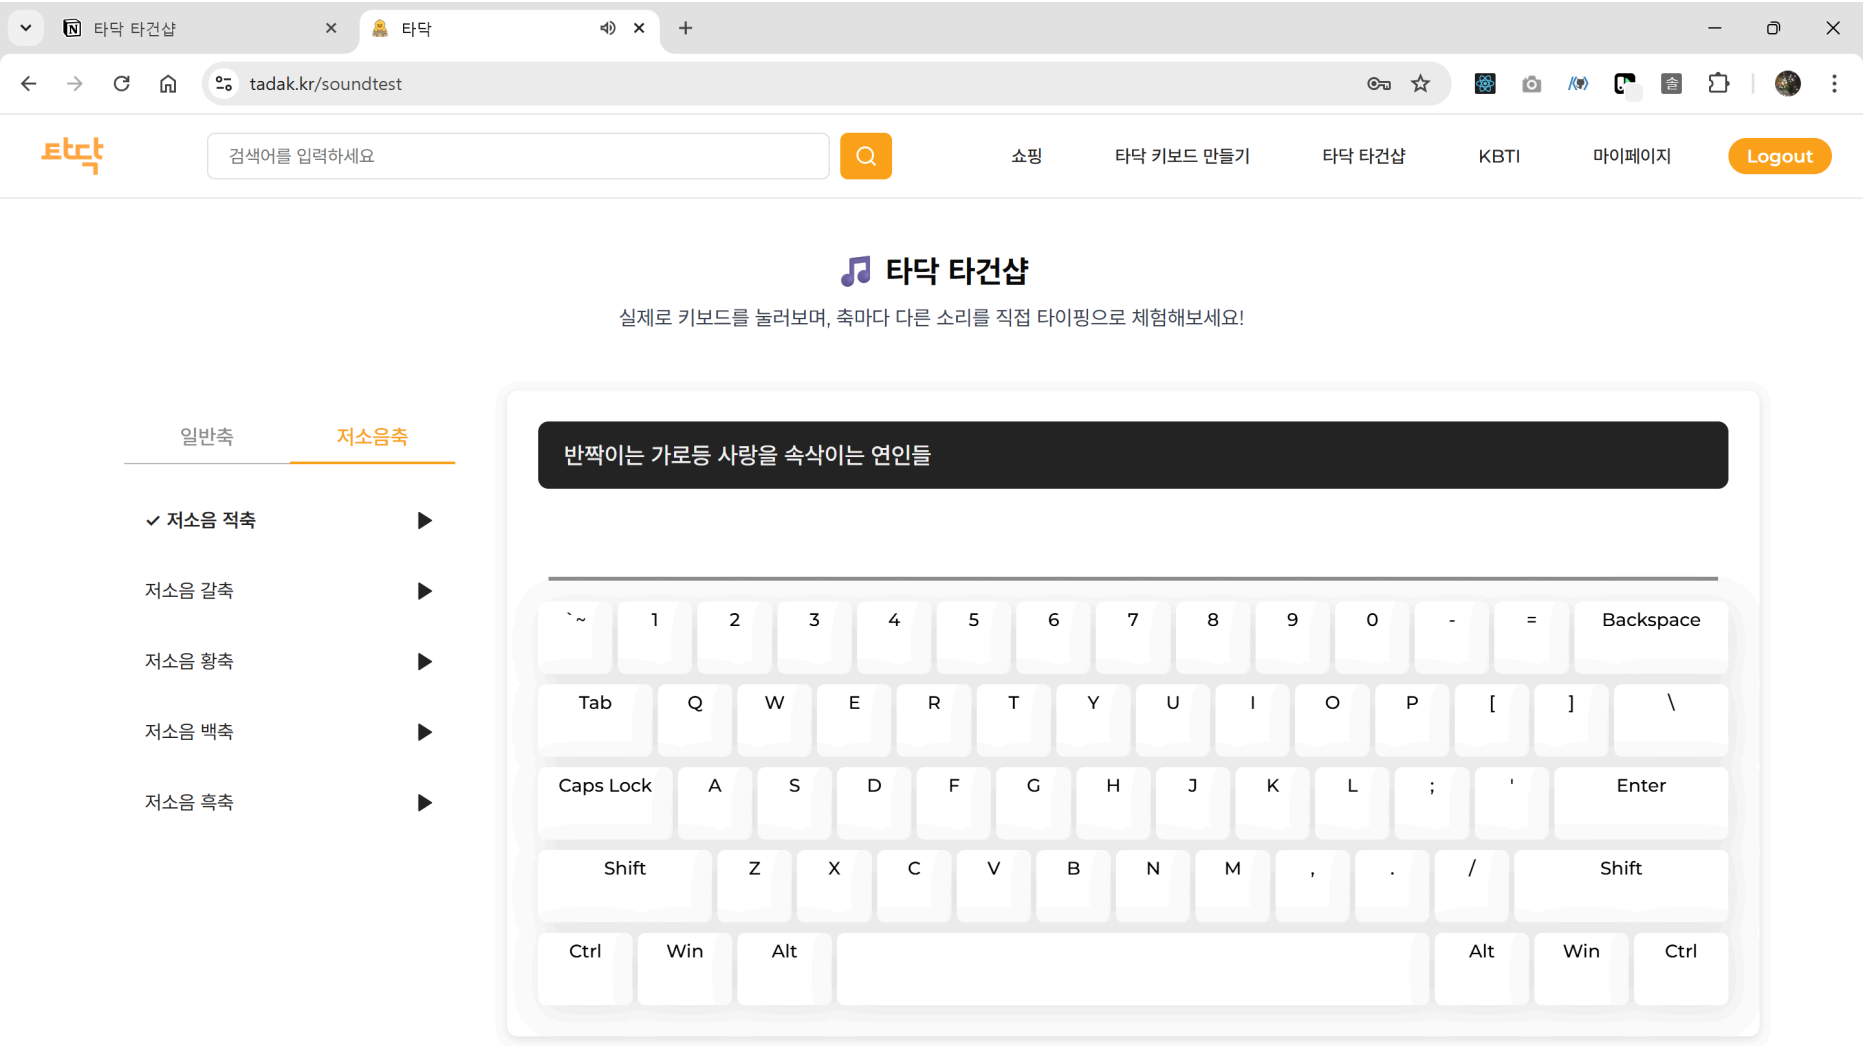 타닥 타건샵
타닥
tadak.kr/soundtest
솔
타닥
검색어를 입력하세요
쇼핑
타닥 키보드 만들기
타닥 타건샵
KBTI
마이페이지
Logout
타닥 타건샵
실제로 키보드를 눌러보며, 축마다 다른 소리를 직접 타이핑으로 체험해보세요!
일반축 저소음축
저소음 적축
저소음 갈축
저소음 황축
저소음 백축
저소음 흑축
반짝이는 가로등 사랑을 속삭이는 연인들
`~ 1 2 3 4 5 6 7 8 9 0 - = Backspace
Tab Q W E R T Y U I O P [ ] \
Caps Lock A S D F G H J K L ; ' Enter
Shift Z X C V B N M , . / Shift
Ctrl Win Alt Alt Win Ctrl